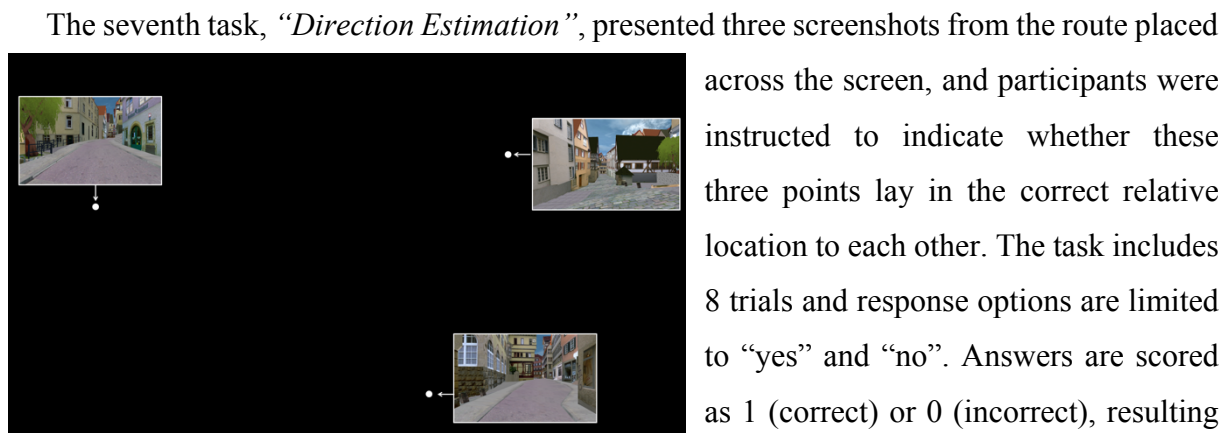 The seventh task, “Direction Estimation”, presented three screenshots from the route placed
across the screen, and participants were
instructed to indicate whether these
three points lay in the correct relative
location to each other. The task includes
8 trials and response options are limited
to “yes” and “no”. Answers are scored
as 1 (correct) or 0 (incorrect), resulting